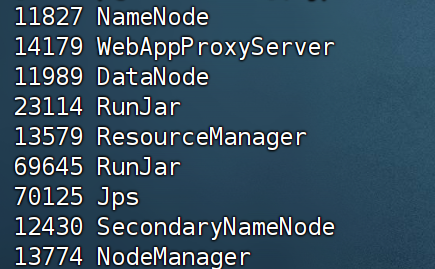 11827 NameNode
14179 WebAppProxyServer
11989 DataNode
23114 RunJar
13579 ResourceManager
69645 RunJar
70125 Jps
12430 SecondaryNameNode
13774 NodeManager